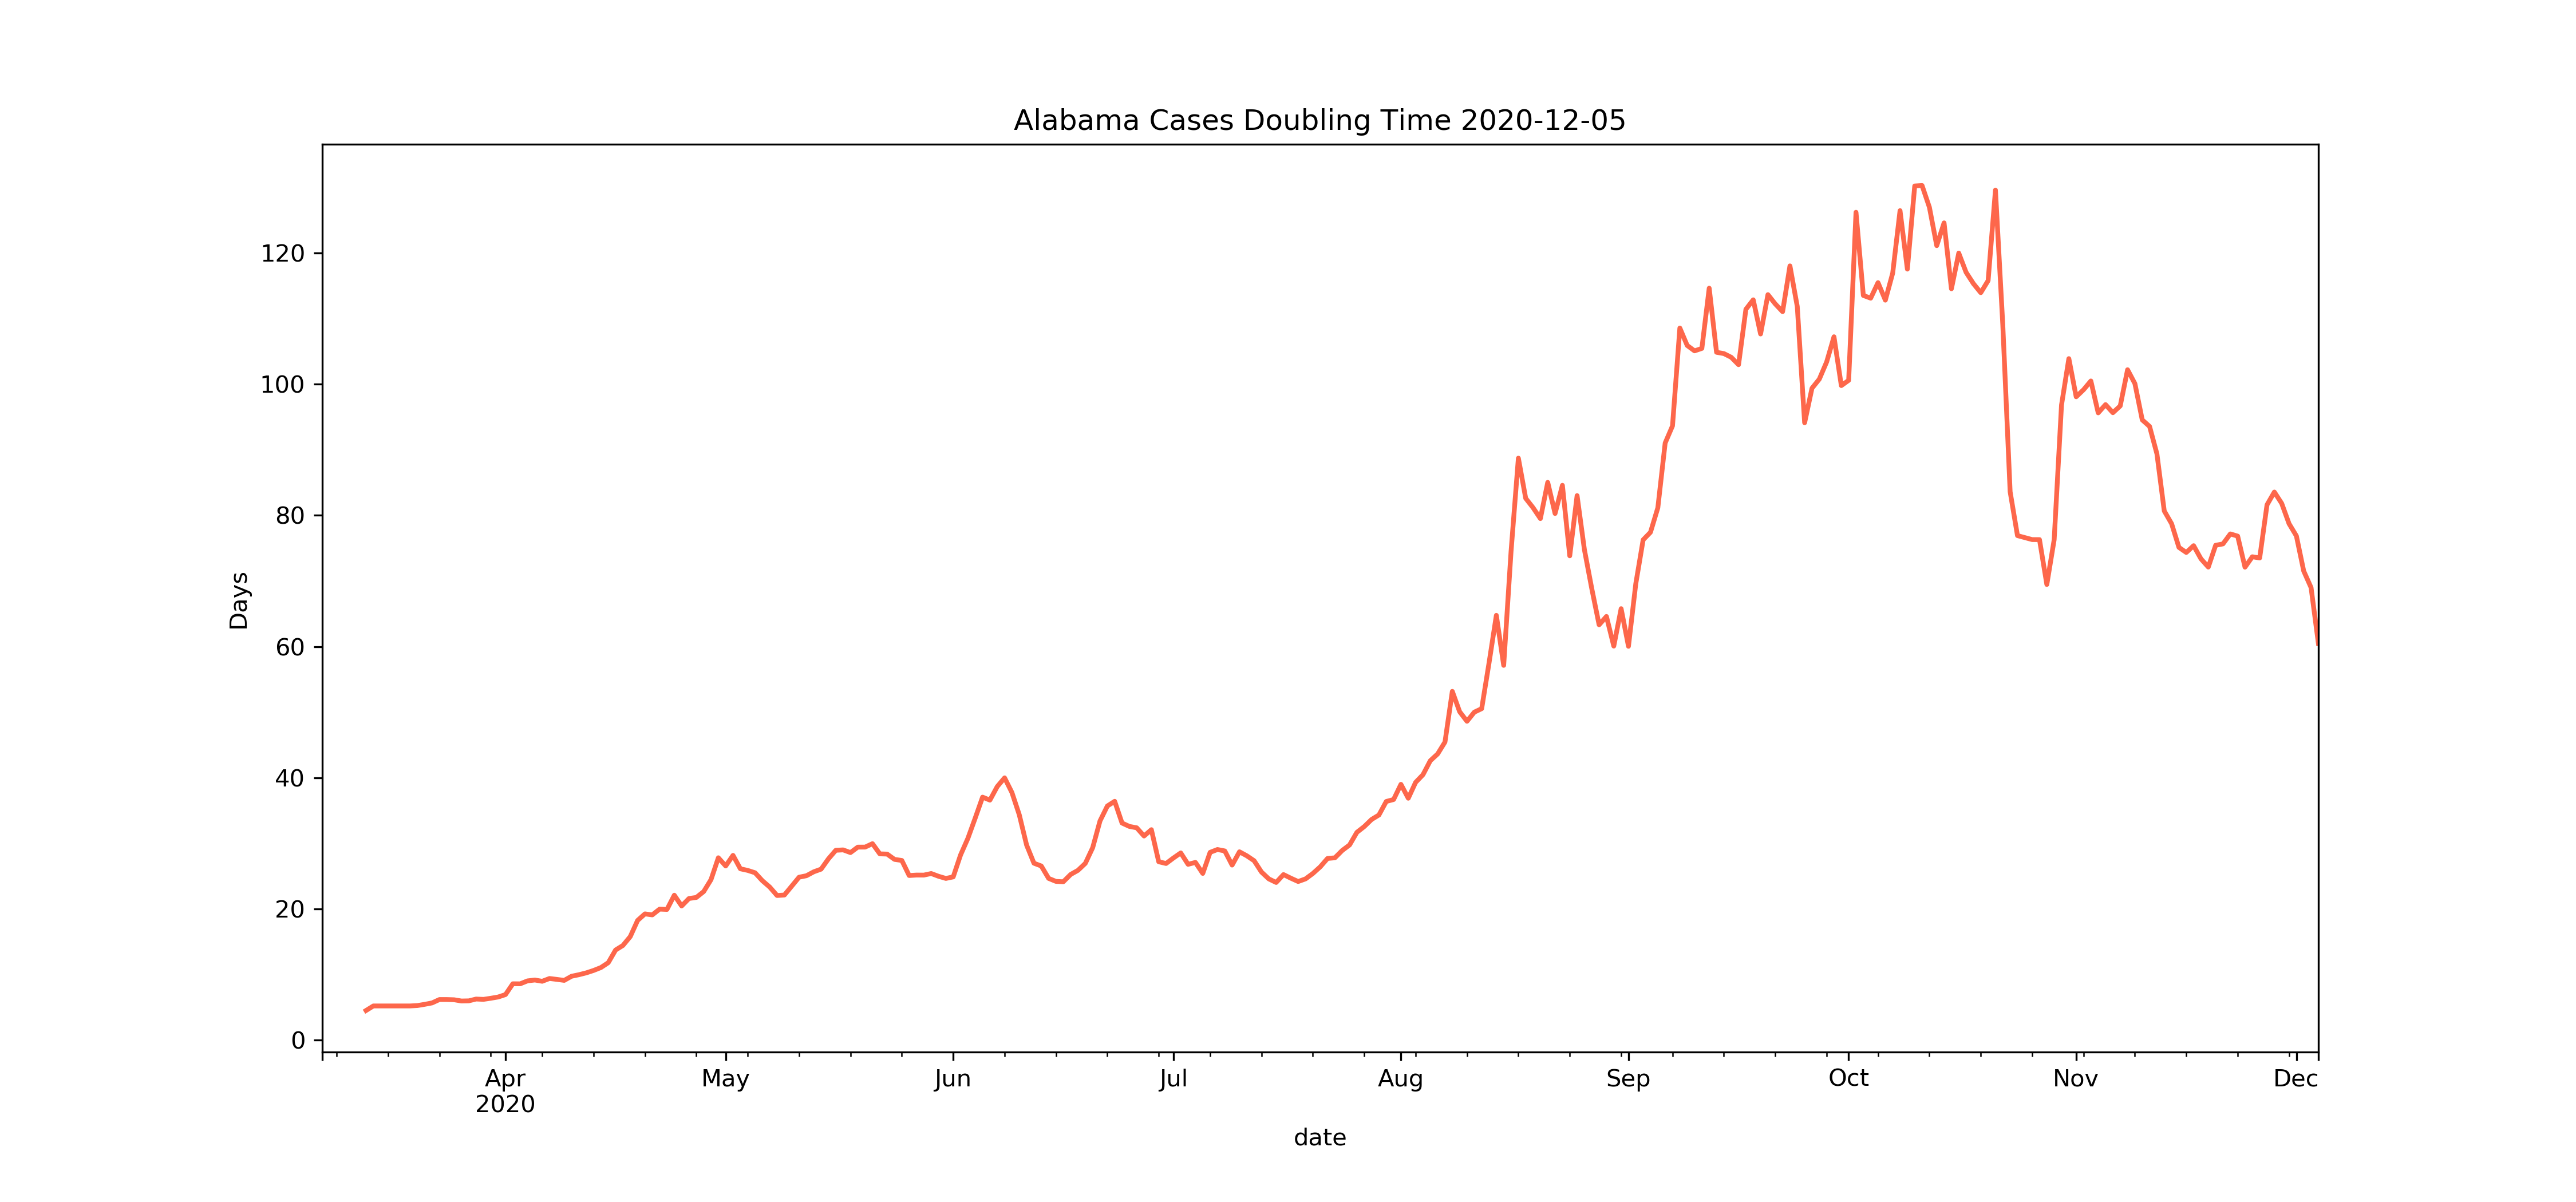 Alabama Cases Doubling Time 2020-12-05
120
100
80
60
40
20
0
Days
Apr May Jun Jul Aug Sep Oct Nov Dec
2020
date